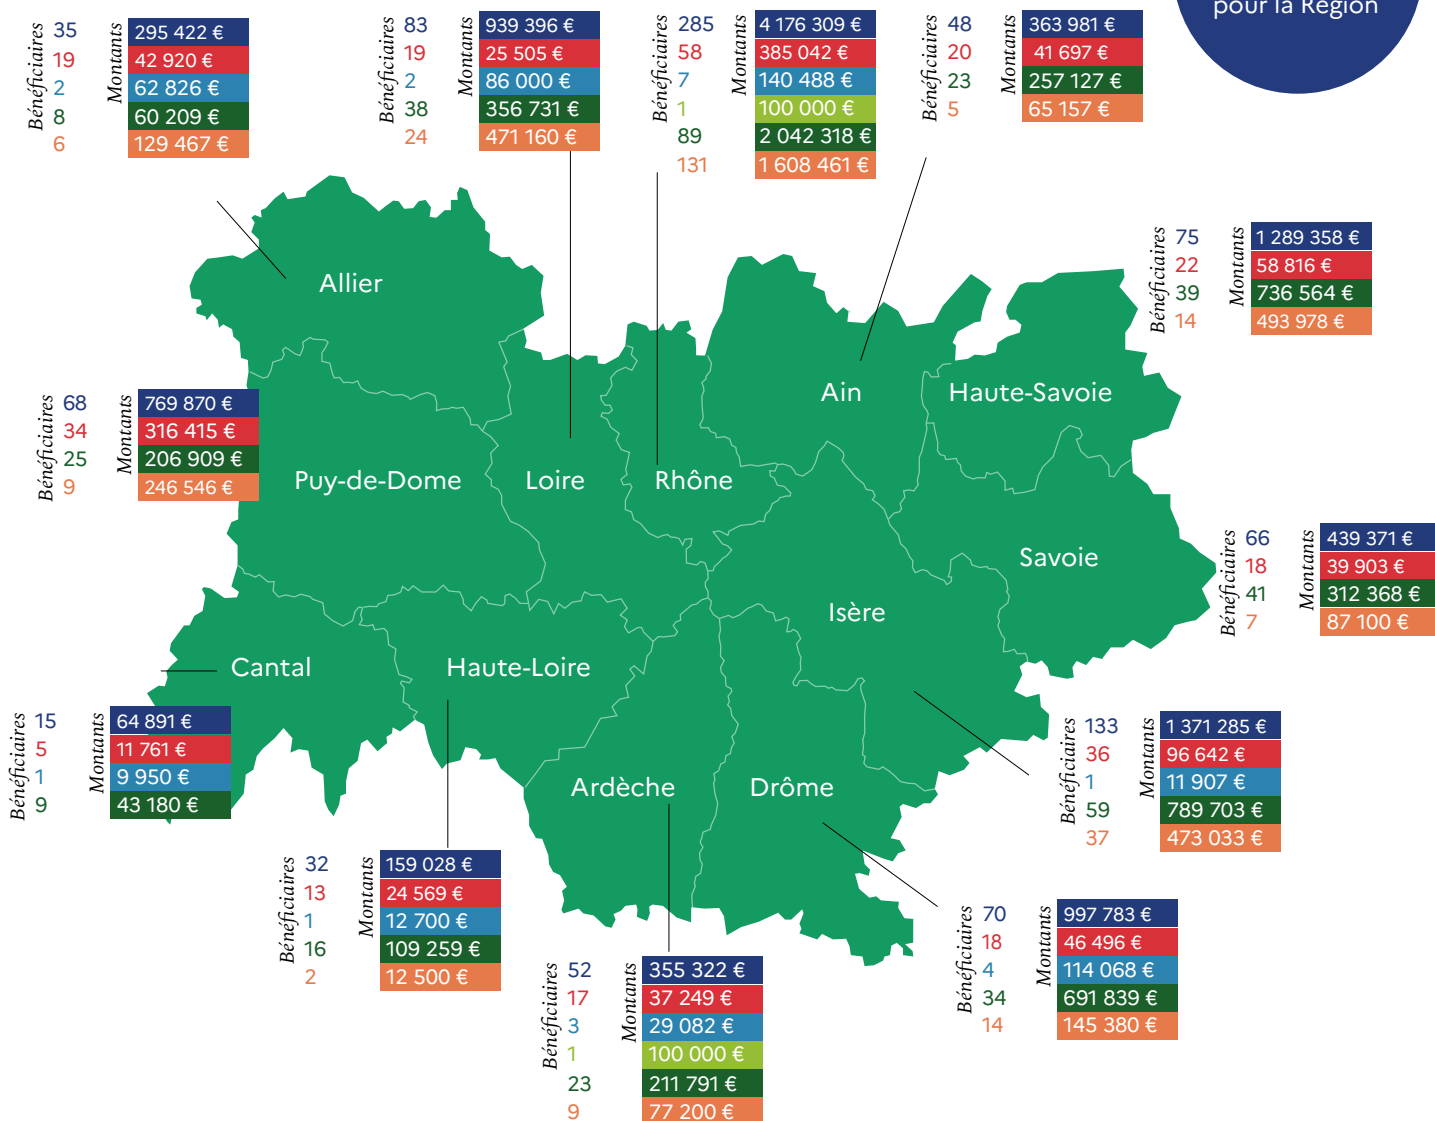 pour la Région
Bénéficiaires
35
19
2
8
6
Montants
295 422 €
42 920 €
62 826 €
60 209 €
129 467 €
Bénéficiaires
83
19
2
38
24
Montants
939 396 €
25 505 €
86 000 €
356 731 €
471 160 €
Bénéficiaires
285
58
7
1
89
131
Montants
4 176 309 €
385 042 €
140 488 €
100 000 €
2 042 318 €
1 608 461 €
Bénéficiaires
48
20
23
5
Montants
363 981 €
41 697 €
257 127 €
65 157 €
Bénéficiaires
75
22
39
14
Montants
1 289 358 €
58 816 €
736 564 €
493 978 €
Allier
Ain
Haute-Savoie
Bénéficiaires
68
34
25
9
Montants
769 870 €
316 415 €
206 909 €
246 546 €
Puy-de-Dome
Loire
Rhône
Savoie
Bénéficiaires
66
18
41
7
Montants
439 371 €
39 903 €
312 368 €
87 100 €
Isère
Cantal
Haute-Loire
Bénéficiaires
15
5
1
9
Montants
64 891 €
11 761 €
9 950 €
43 180 €
Ardèche
Drôme
Bénéficiaires
133
36
1
59
37
Montants
1 371 285 €
96 642 €
11 907 €
789 703 €
473 033 €
Bénéficiaires
32
13
1
16
2
Montants
159 028 €
24 569 €
12 700 €
109 259 €
12 500 €
Bénéficiaires
70
18
4
34
14
Montants
997 783 €
46 496 €
114 068 €
691 839 €
145 380 €
Bénéficiaires
52
17
3
1
23
9
Montants
355 322 €
37 249 €
29 082 €
100 000 €
211 791 €
77 200 €